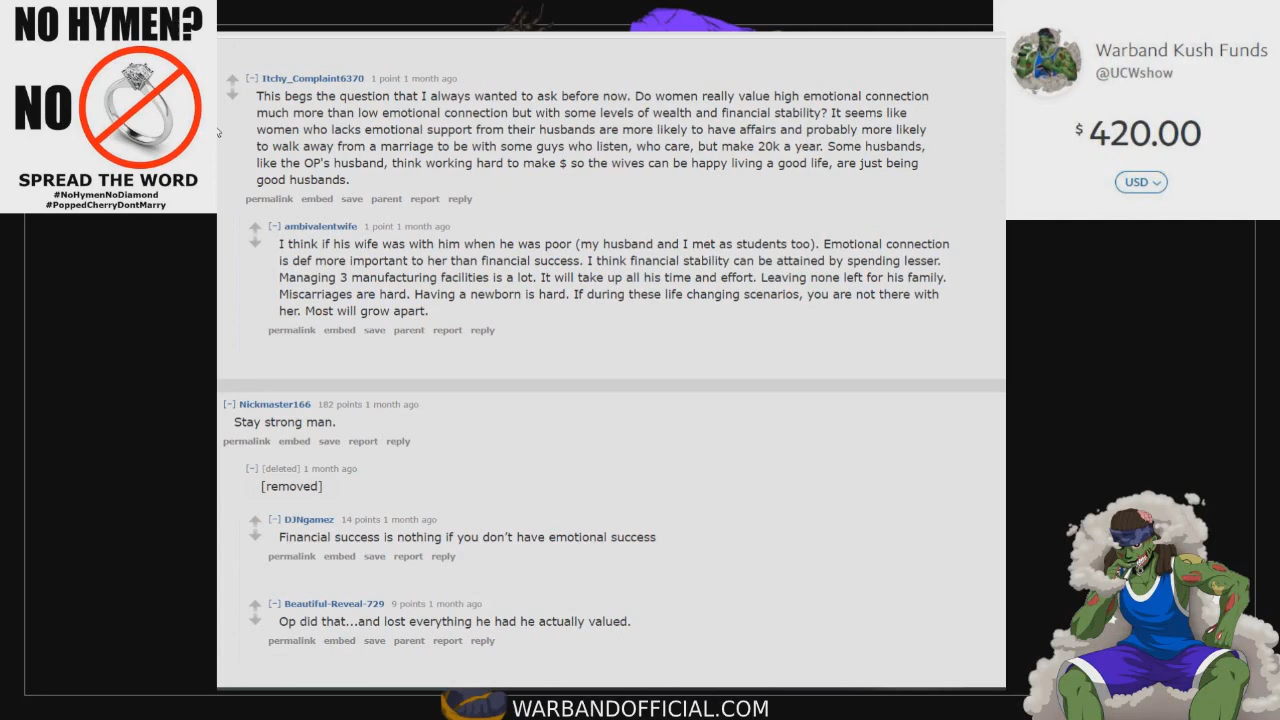 NO HYMEN?
NO
SPREAD THE WORD
#NoHymenNoDiamond
#PoppedCherryDontMarry
[-] Itchy_Complaint6370 1 point 1 month ago
This begs the question that I always wanted to ask before now. Do women really value high emotional connection
much more than low emotional connection but with some levels of wealth and financial stability? It seems like
women who lacks emotional support from their husbands are more likely to have affairs and probably more likely
to walk away from a marriage to be with some guys who listen, who care, but make 20k a year. Some husbands,
like the OP's husband, think working hard to make $ so the wives can be happy living a good life, are just being
good husbands.
permalink embed save parent report reply
[-] ambivalentwife 1 point 1 month ago
I think if his wife was with him when he was poor (my husband and I met as students too). Emotional connection
is def more important to her than financial success. I think financial stability can be attained by spending lesser.
Managing 3 manufacturing facilities is a lot. It will take up all his time and effort. Leaving none left for his family.
Miscarriages are hard. Having a newborn is hard. If during these life changing scenarios, you are not there with
her. Most will grow apart.
permalink embed save parent report reply
[-] Nickmaster166 182 points 1 month ago
Stay strong man.
permalink embed save report reply
[-] [deleted] 1 month ago
[removed]
[-] DJNgamez 14 points 1 month ago
Financial success is nothing if you don't have emotional success
permalink embed save report reply
[-] Beautiful-Reveal-729 9 points 1 month ago
Op did that...and lost everything he had he actually valued.
permalink embed save parent report reply
Warband Kush Funds
@UCWshow
$ 420.00
USD
WARBANDOFFICIAL.COM